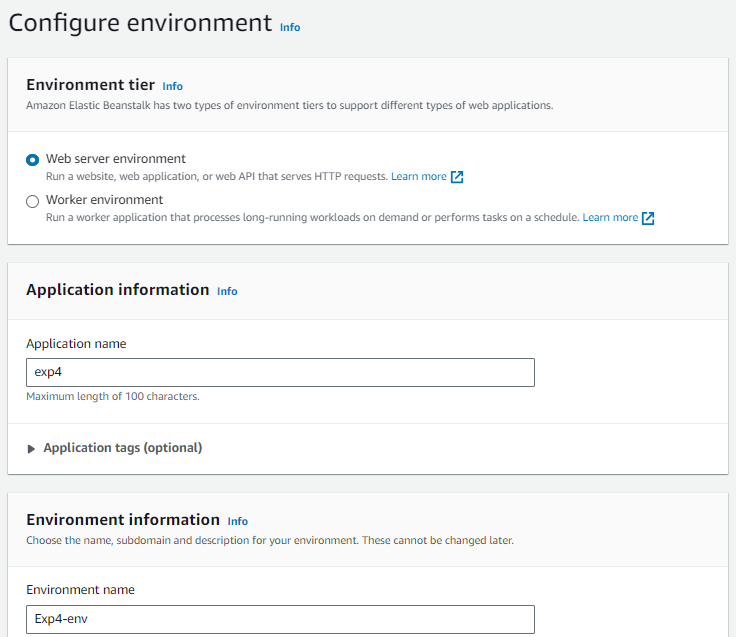 Configure environment Info
Environment tier Info
Amazon Elastic Beanstalk has two types of environment tiers to support different types of web applications.
Web server environment
Run a website, web application, or web API that serves HTTP requests. Learn more
Worker environment
Run a worker application that processes long-running workloads on demand or performs tasks on a schedule. Learn more
Application information Info
Application name
exp4
Maximum length of 100 characters.
Application tags (optional)
Environment information Info
Choose the name, subdomain and description for your environment. These cannot be changed later.
Environment name
Exp4-env